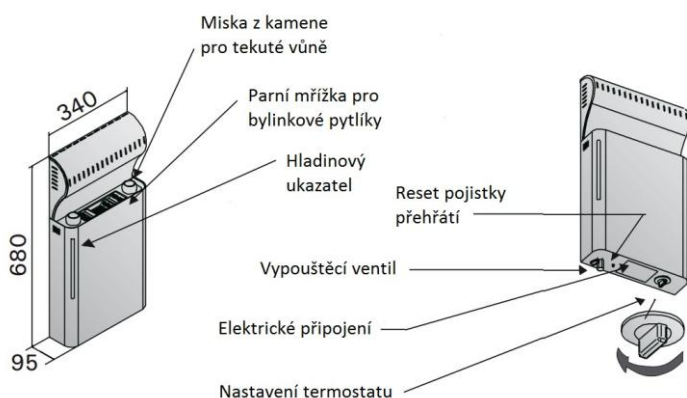 Miska z kamene
pro tekuté vůně
340
Parní mřížka pro
bylinkové pytlíky
Hladinový
ukazatel
680
95
Reset pojistky
přehřátí
Vypouštěcí ventil
Elektrické připojení
Nastavení termostatu